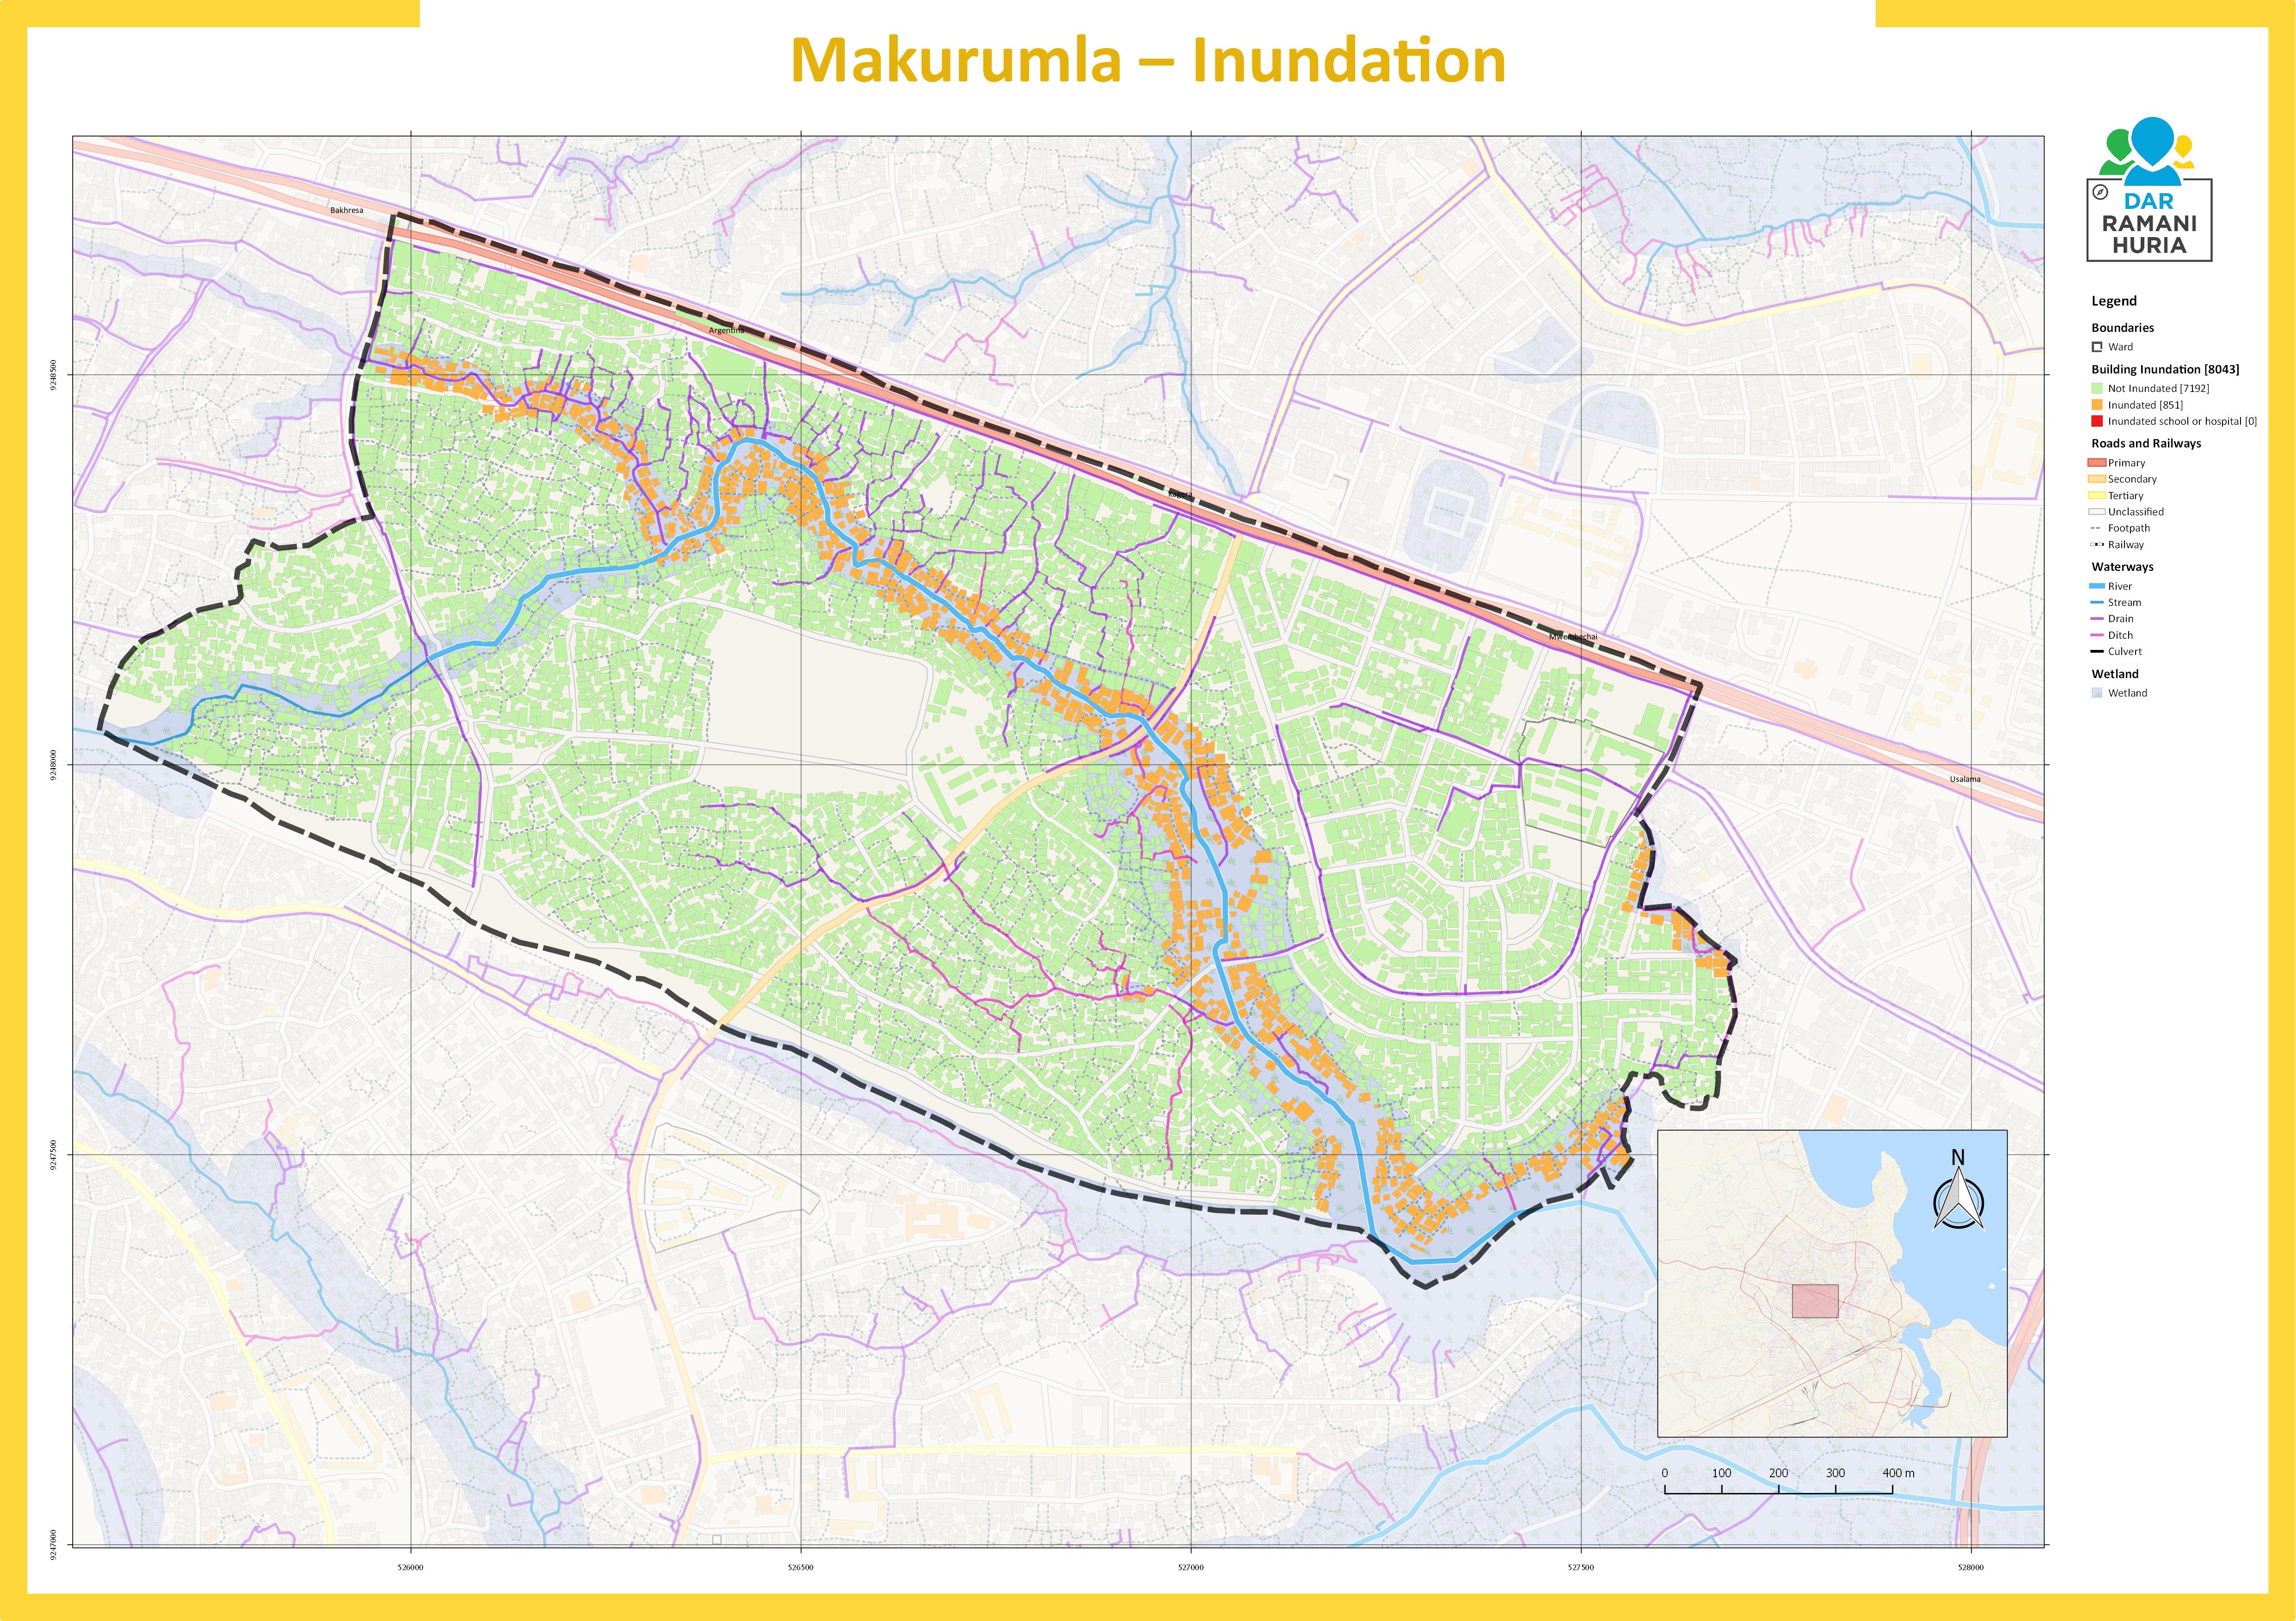 Makurumla – Inundation
DAR
RAMANI
HURIA
Legend
Boundaries
Ward
Building Inundation [8043]
Not Inundated [7192]
Inundated [851]
Inundated school or hospital [0]
Roads and Railways
Primary
Secondary
Tertiary
Unclassified
Footpath
Railway
Waterways
River
Stream
Drain
Ditch
Culvert
Wetland
Wetland
Bakhresa
Argentina
Kagera
Mwembechai
Usalama
9248500
9248000
9247500
9247000
526000
526500
527000
527500
528000
N
0 100 200 300 400 m